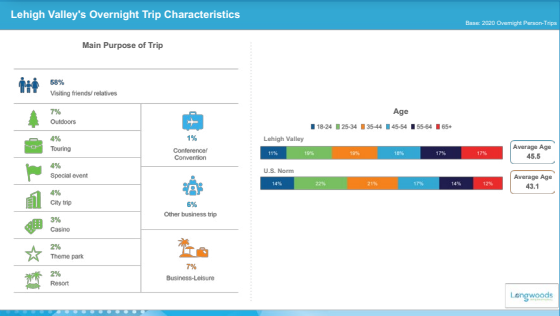 Lehigh Valley's Overnight Trip Characteristics
Base: 2020 Overnight Person-Trips
Main Purpose of Trip
58%
Visiting friends/ relatives
7%
Outdoors
4%
Touring
4%
Special event
4%
City trip
3%
Casino
2%
Theme park
2%
Resort
1%
Conference/
Convention
6%
Other business trip
7%
Business-Leisure
Age
18-24 25-34 35-44 45-54 55-64 65+
Lehigh Valley
11% 19% 19% 18% 17% 17%
Average Age
45.5
U.S. Norm
14% 22% 21% 17% 14% 12%
Average Age
43.1
Longwoods